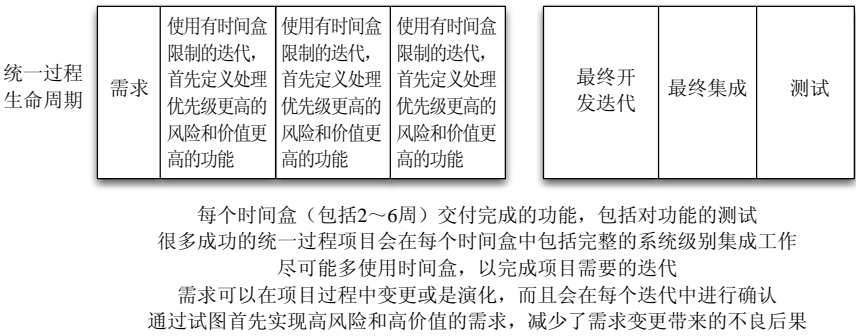 统一过程
生命周期
需求
使用有时间盒
限制的迭代，
首先定义处理
优先级更高的
风险和价值更
高的功能
使用有时间盒
限制的迭代，
首先定义处理
优先级更高的
风险和价值更
高的功能
使用有时间盒
限制的迭代，
首先定义处理
优先级更高的
风险和价值更
高的功能
最终开
发迭代
最终集成
测试
每个时间盒（包括2～6周）交付完成的功能，包括对功能的测试
很多成功的统一过程项目会在每个时间盒中包括完整的系统级别集成工作
尽可能多使用时间盒，以完成项目需要的迭代
需求可以在项目过程中变更或是演化，而且会在每个迭代中进行确认
通过试图首先实现高风险和高价值的需求，减少了需求变更带来的不良后果